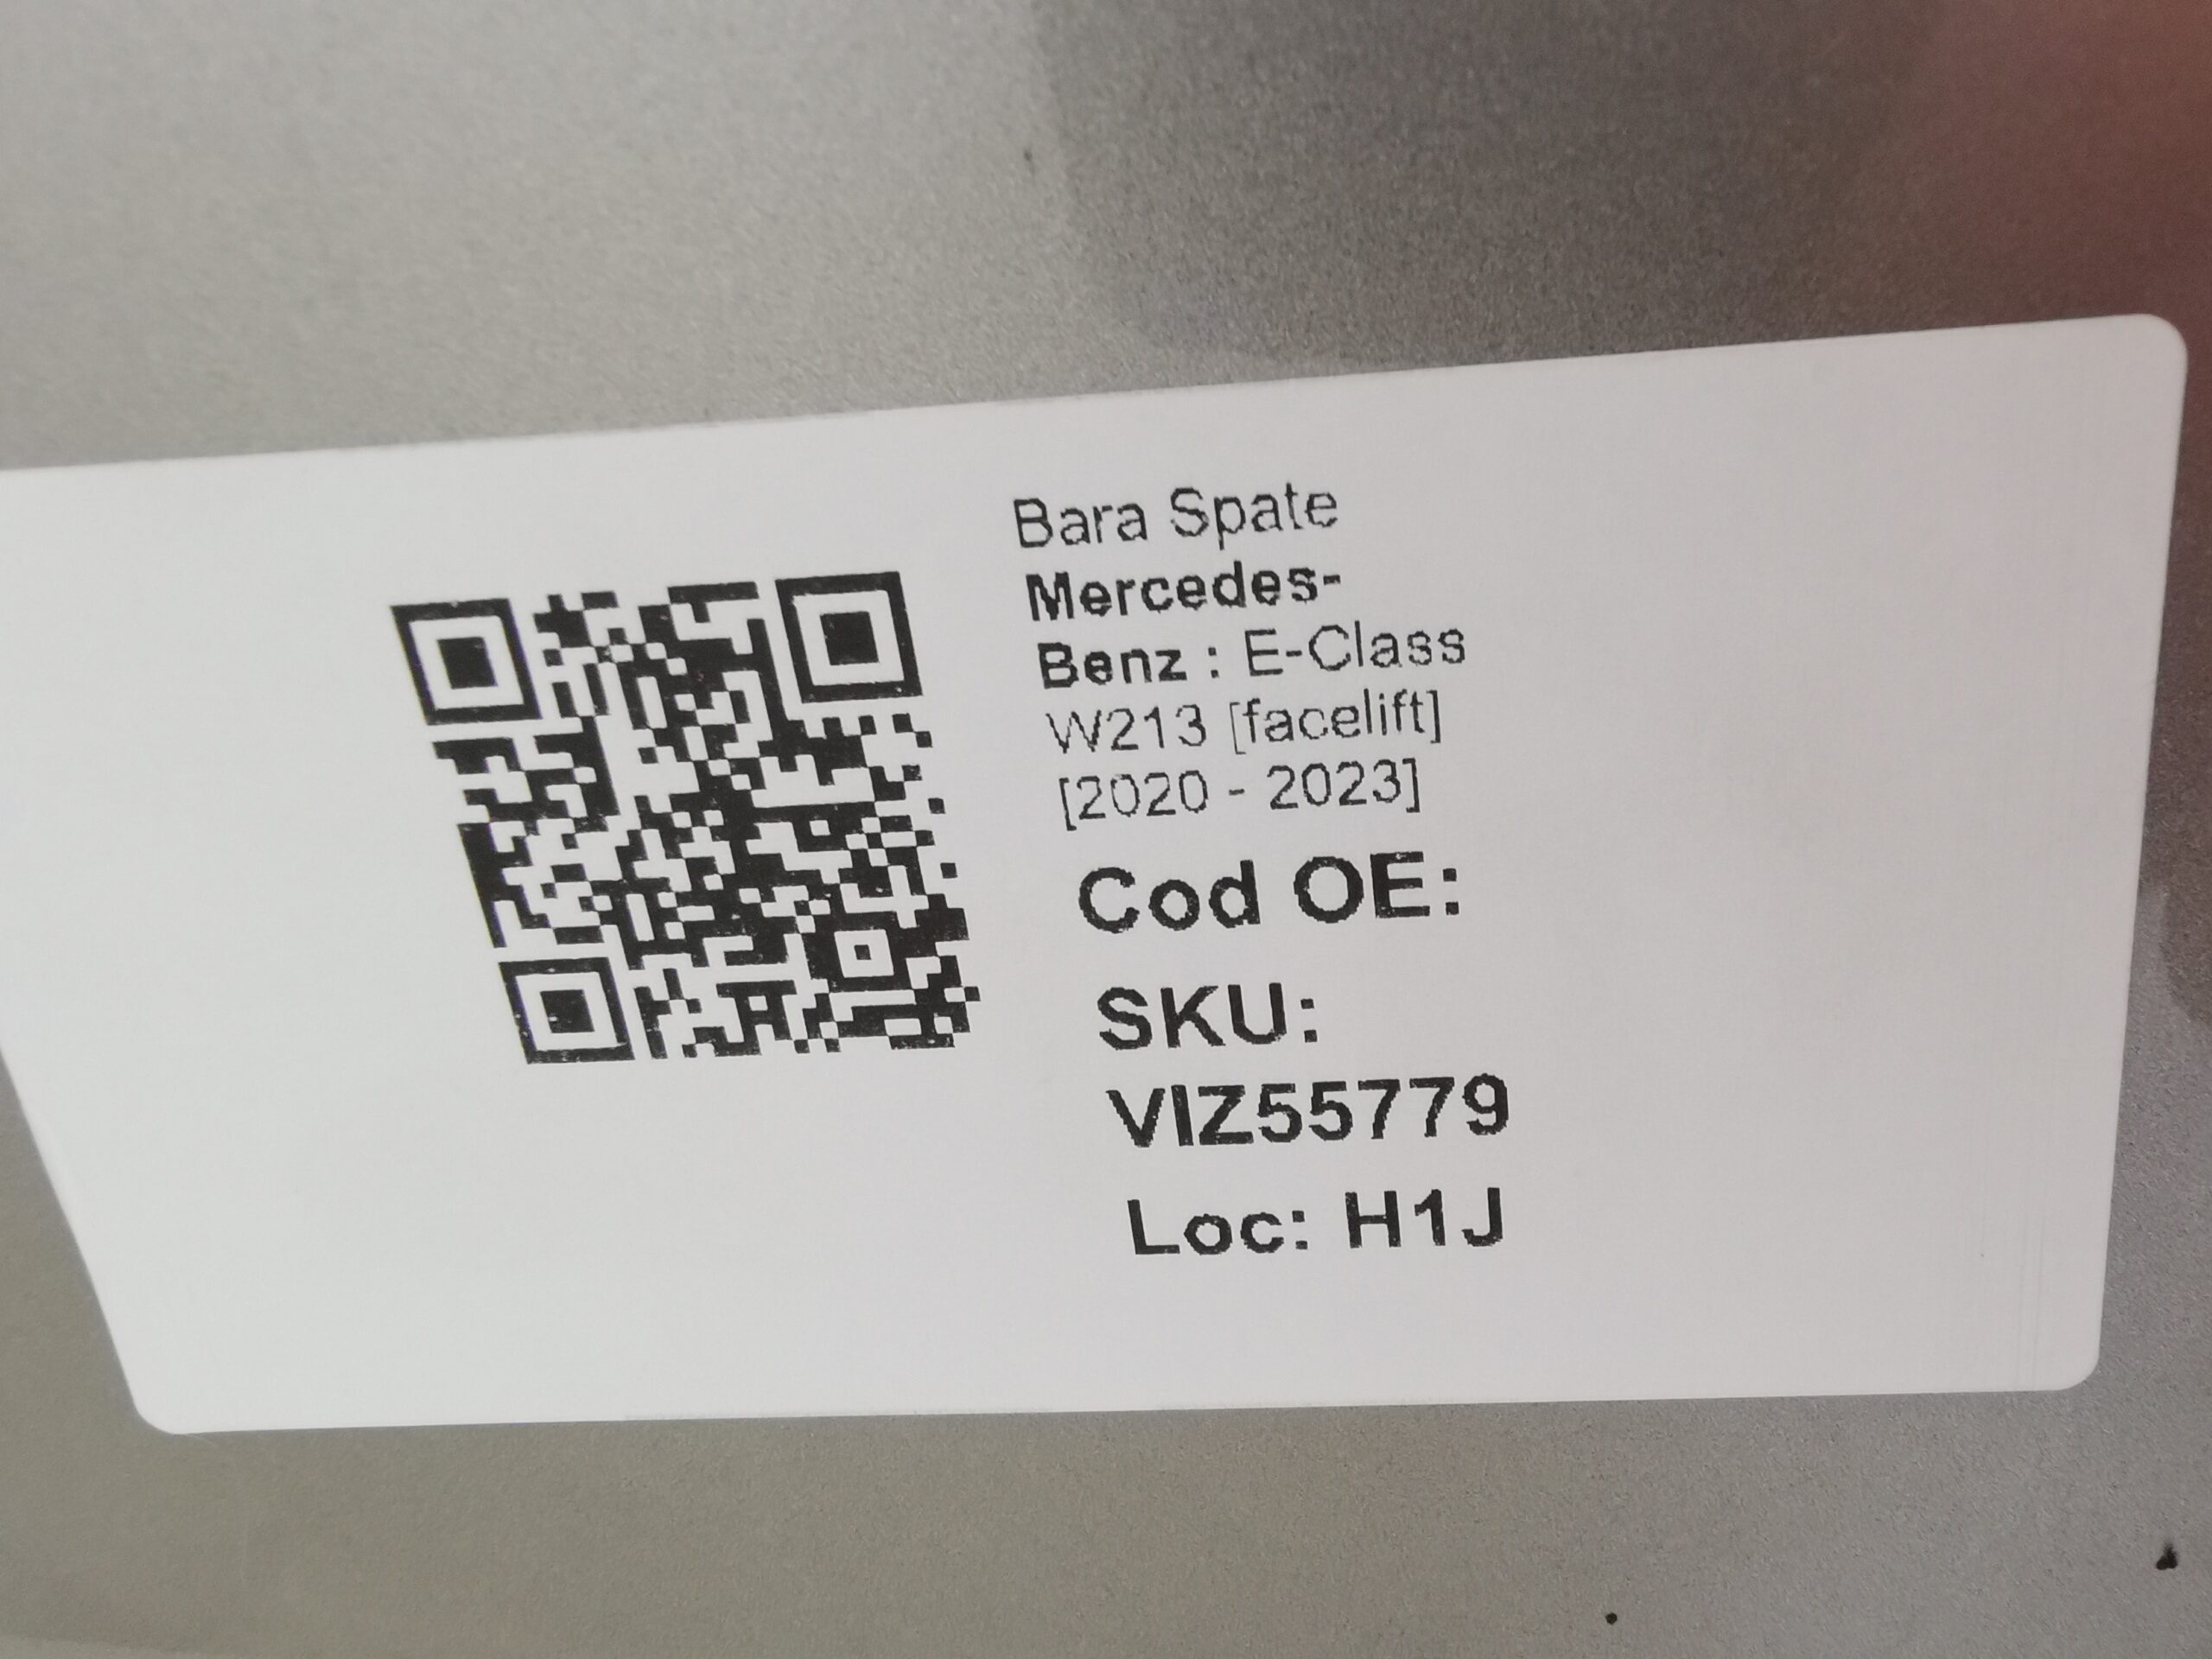 Bara Spate
Mercedes-
Benz : E-Class
W213 [facelift]
[2020 - 2023]
Cod OE:
SKU:
VIZ55779
Loc: H1J